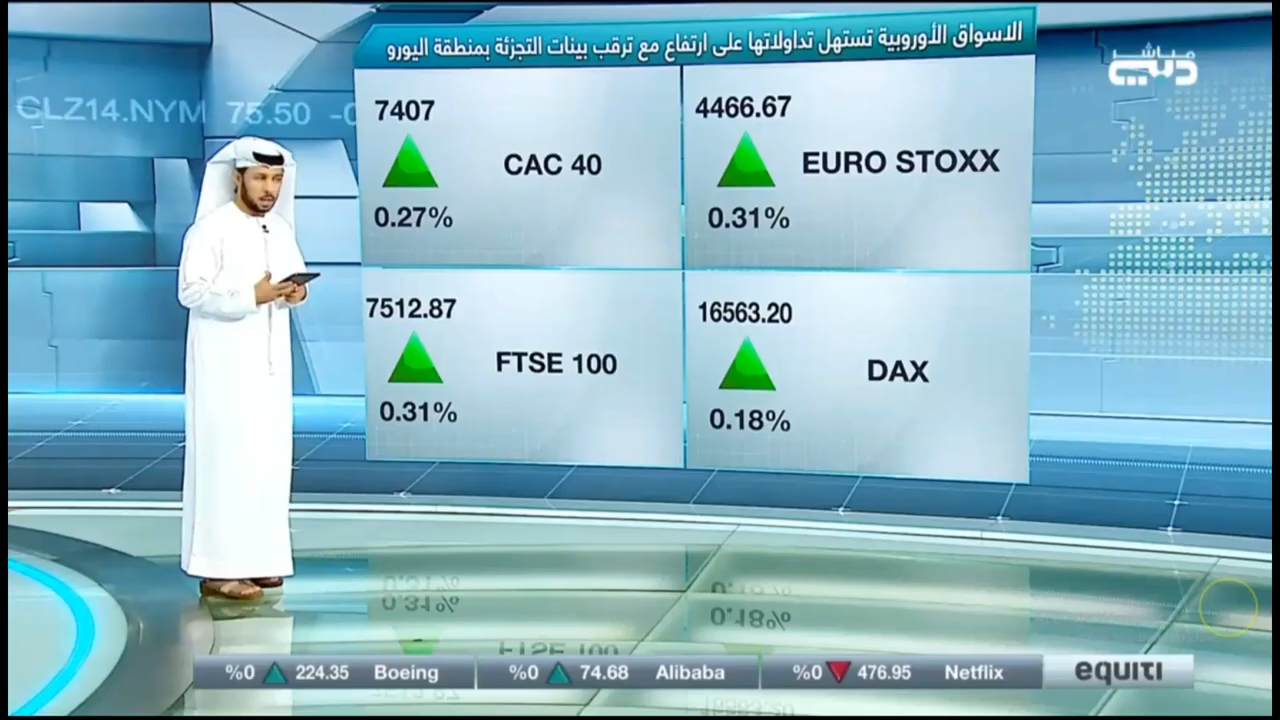 الاسواق الأوروبية تستهل تداولاتها على ارتفاع مع ترقب بينات التجزئة بمنطقة اليورو
مباشر
دبي
CLZ14.NYM 75.50 -0
4466.67
EURO STOXX
0.31%
7407
CAC 40
0.27%
16563.20
DAX
0.18%
7512.87
FTSE 100
0.31%
equiti
Netflix 476.95 %0
Alibaba 74.68 %0
Boeing 224.35 %0